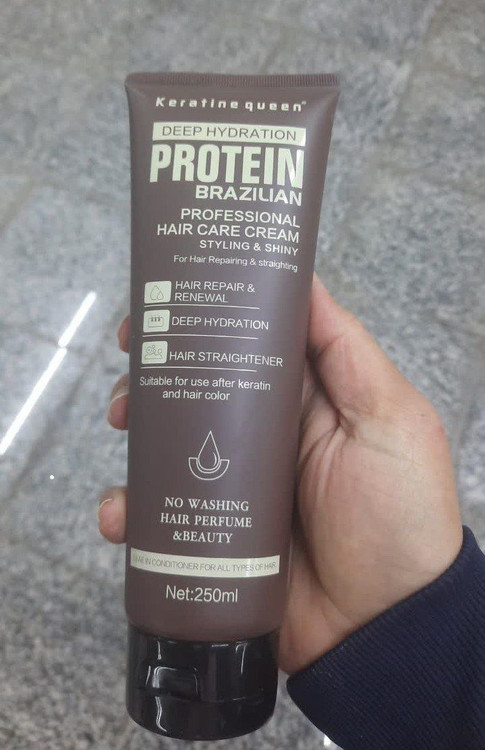 Keratine queen®
DEEP HYDRATION
PROTEIN
BRAZILIAN
PROFESSIONAL
HAIR CARE CREAM
STYLING & SHINY
For Hair Repairing & straighting
HAIR REPAIR &
RENEWAL
DEEP HYDRATION
HAIR STRAIGHTENER
Suitable for use after keratin
and hair color
NO WASHING
HAIR PERFUME
&BEAUTY
LEAVE IN CONDITIONER FOR ALL TYPES OF HAIR
Net:250ml